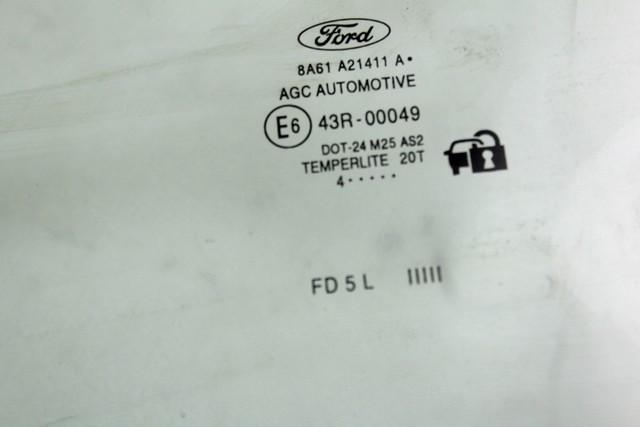 Ford
8A61 A21411 A•
AGC AUTOMOTIVE
E6 43R-00049
DOT-24 M25 AS2
TEMPERLITE 20T
4·····
FD 5 L IIIII